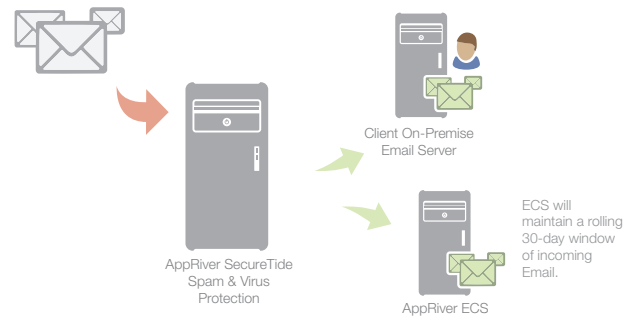 Client On-Premise
Email Server
AppRiver SecureTide
Spam & Virus
Protection
ECS will
maintain a rolling
30-day window
of incoming
Email.
AppRiver ECS